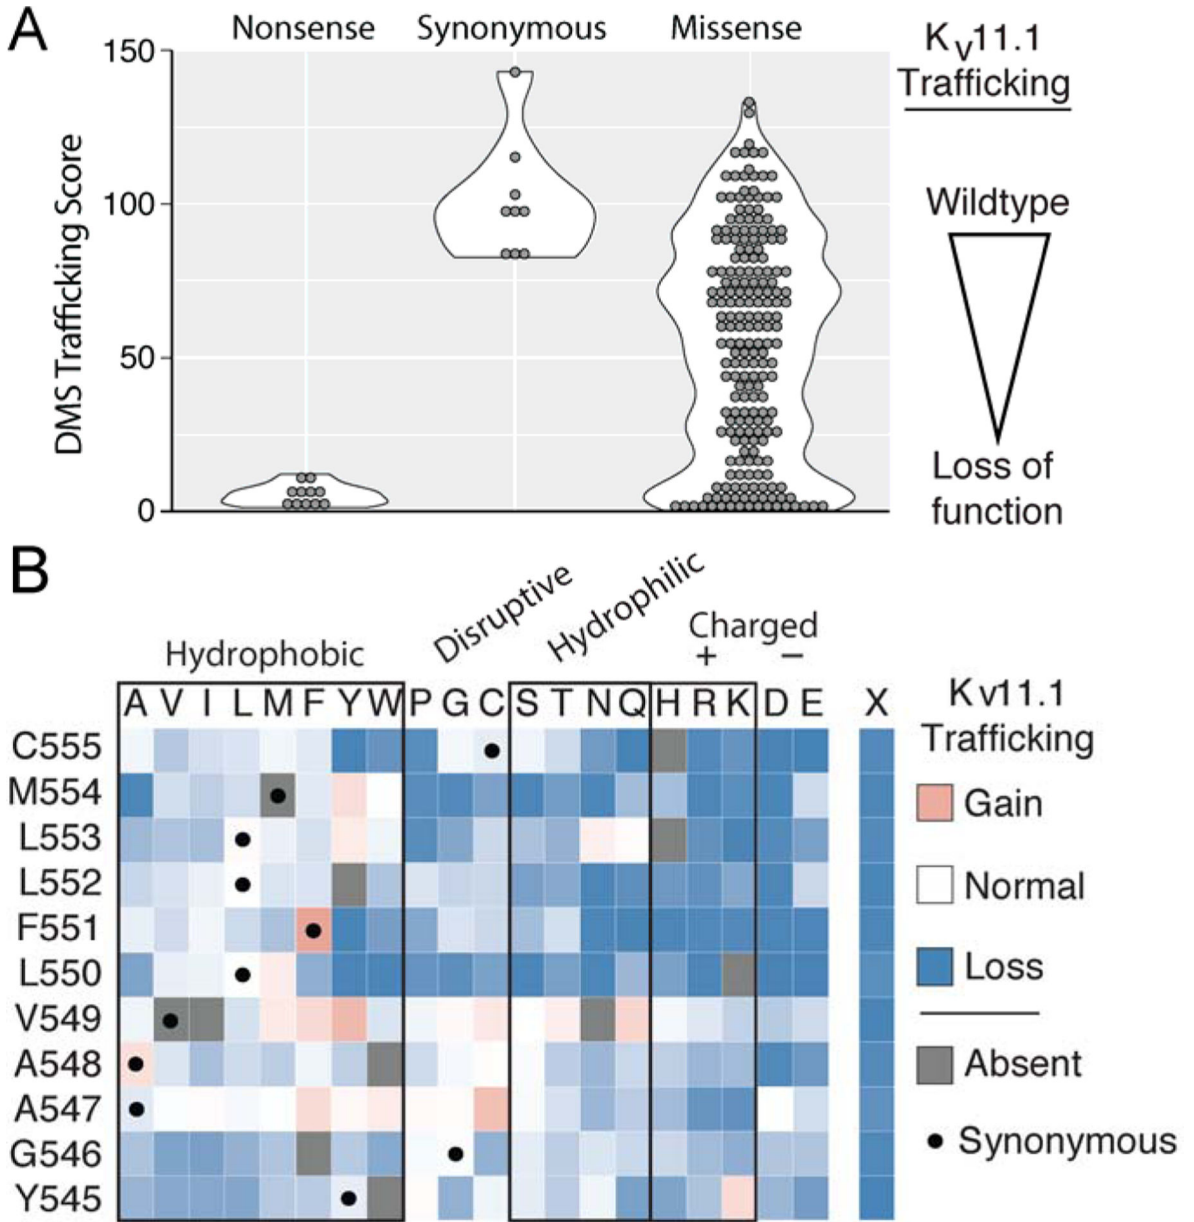 A
Nonsense Synonymous Missense
Kv11.1
Trafficking
150
100
50
0
DMS Trafficking Score
Wildtype
Loss of
function
B
Disruptive
Hydrophilic
Hydrophobic
Charged
+ −
A V I L M F Y W P G C S T N Q H R K D E X
C555
M554
L553
L552
F551
L550
V549
A548
A547
G546
Y545
Kv11.1
Trafficking
Gain
Normal
Loss
Absent
Synonymous